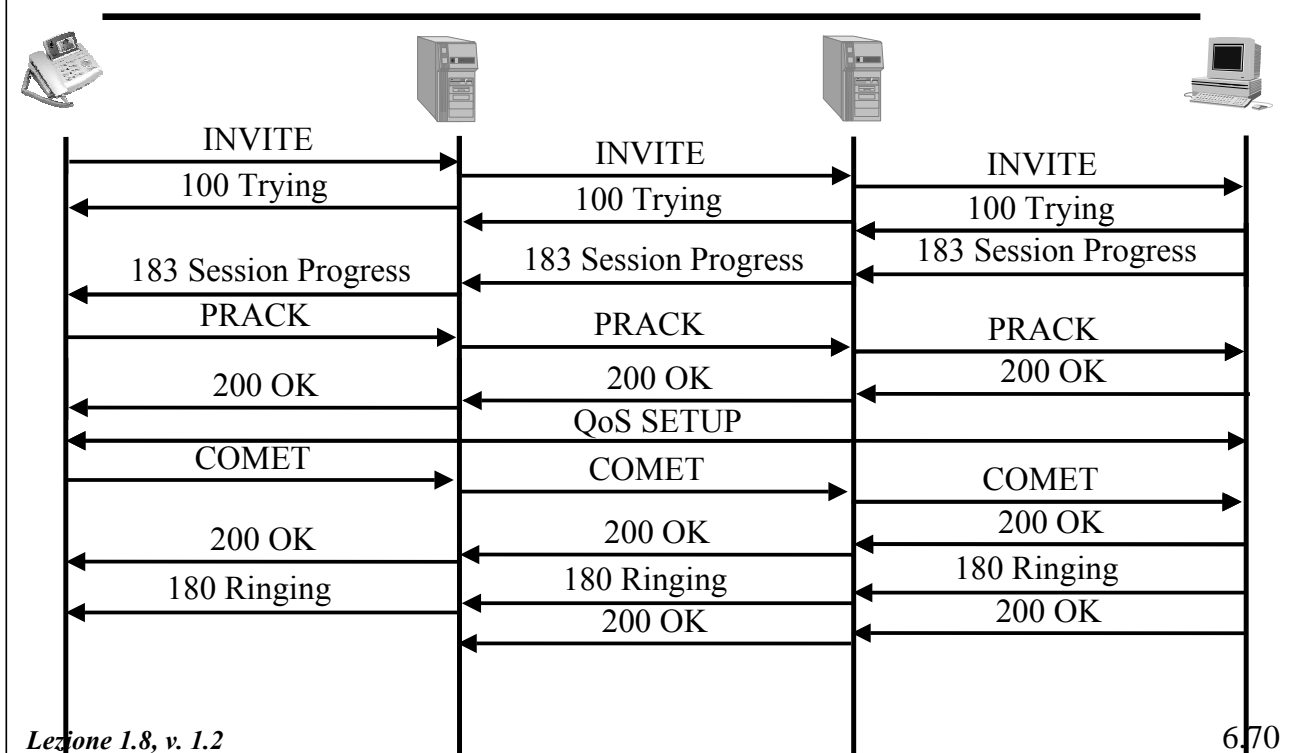 INVITE
INVITE
INVITE
100 Trying
100 Trying
100 Trying
183 Session Progress
183 Session Progress
183 Session Progress
PRACK
PRACK
PRACK
200 OK
200 OK
200 OK
QoS SETUP
COMET
COMET
COMET
200 OK
200 OK
200 OK
180 Ringing
180 Ringing
180 Ringing
200 OK
200 OK
Lezione 1.8, v. 1.2
6.70